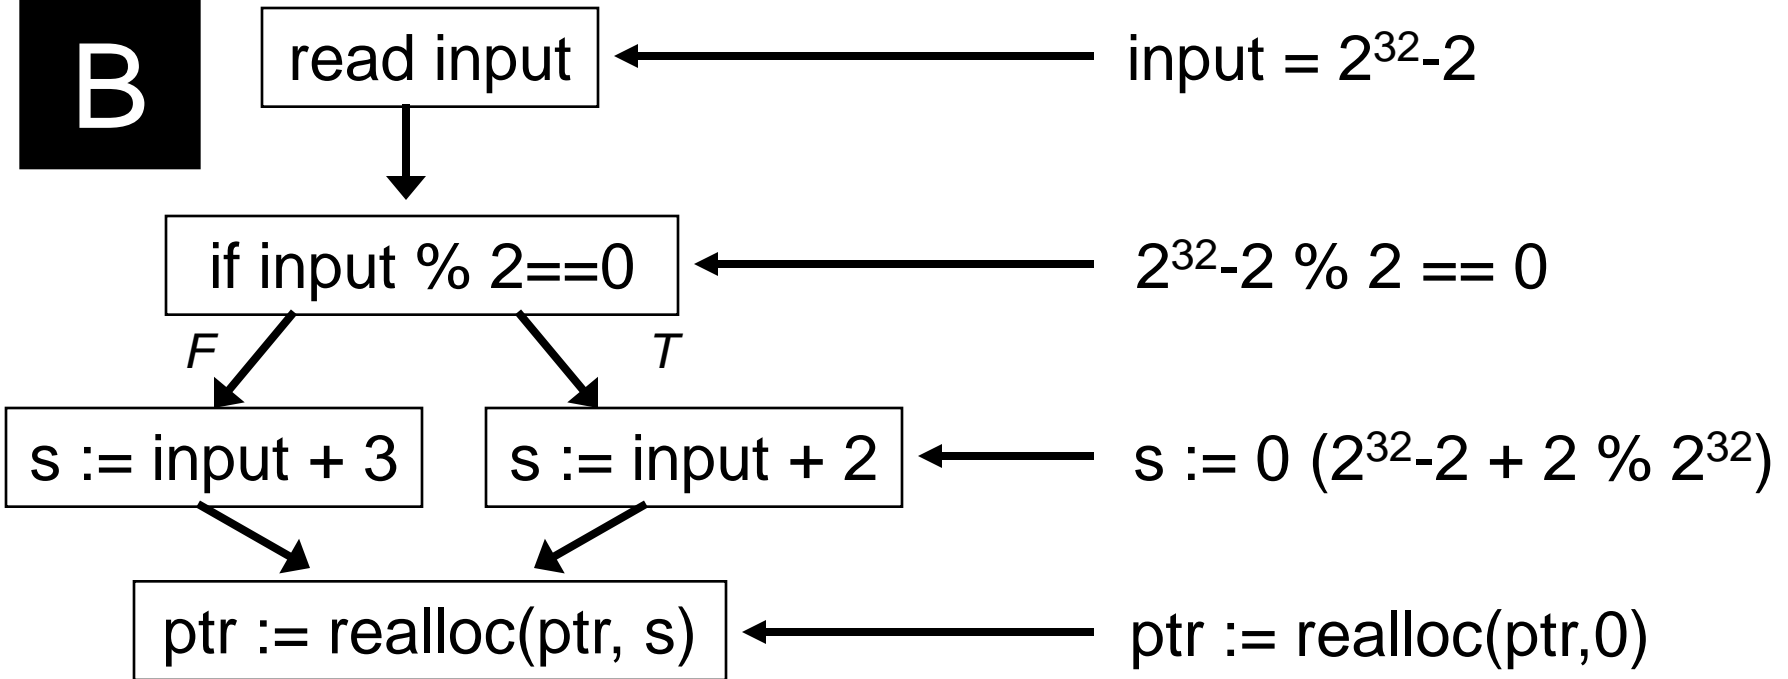 B
read input
input = 2³²-2
if input % 2==0
2³²-2 % 2 == 0
F
T
s := input + 3
s := input + 2
s := 0 (2³²-2 + 2 % 2³²)
ptr := realloc(ptr, s)
ptr := realloc(ptr,0)